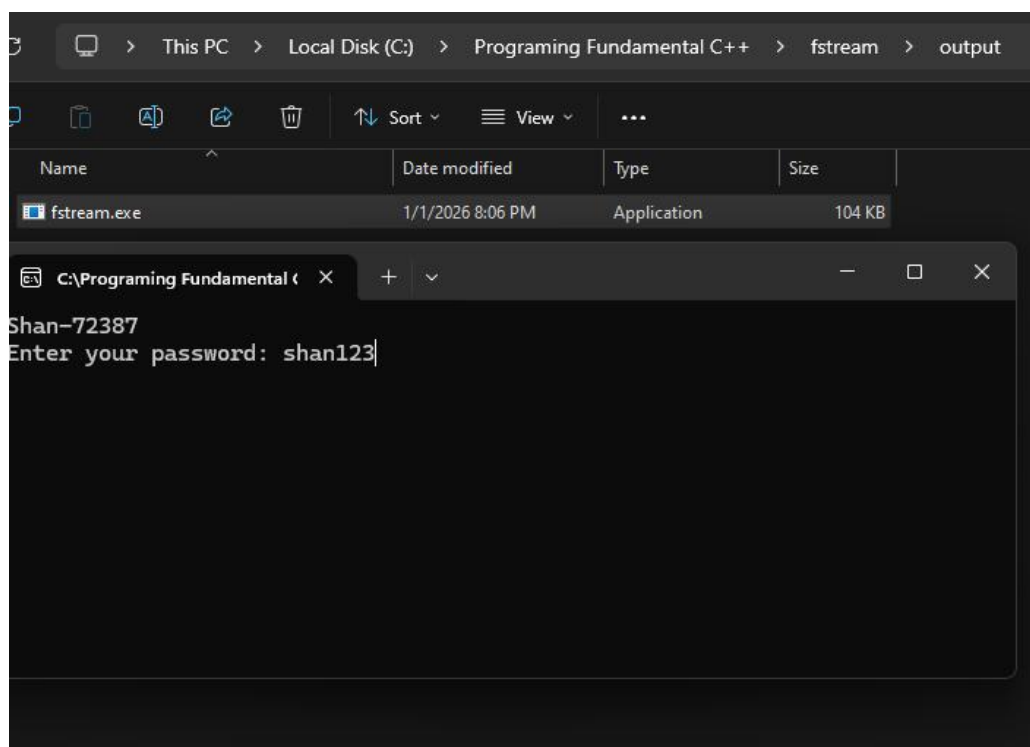 This PC > Local Disk (C:) > Programing Fundamental C++ > fstream > output
Sort View ...
Name Date modified Type Size
fstream.exe 1/1/2026 8:06 PM Application 104 KB
C:\Programing Fundamental
Shan-72387
Enter your password: shan123